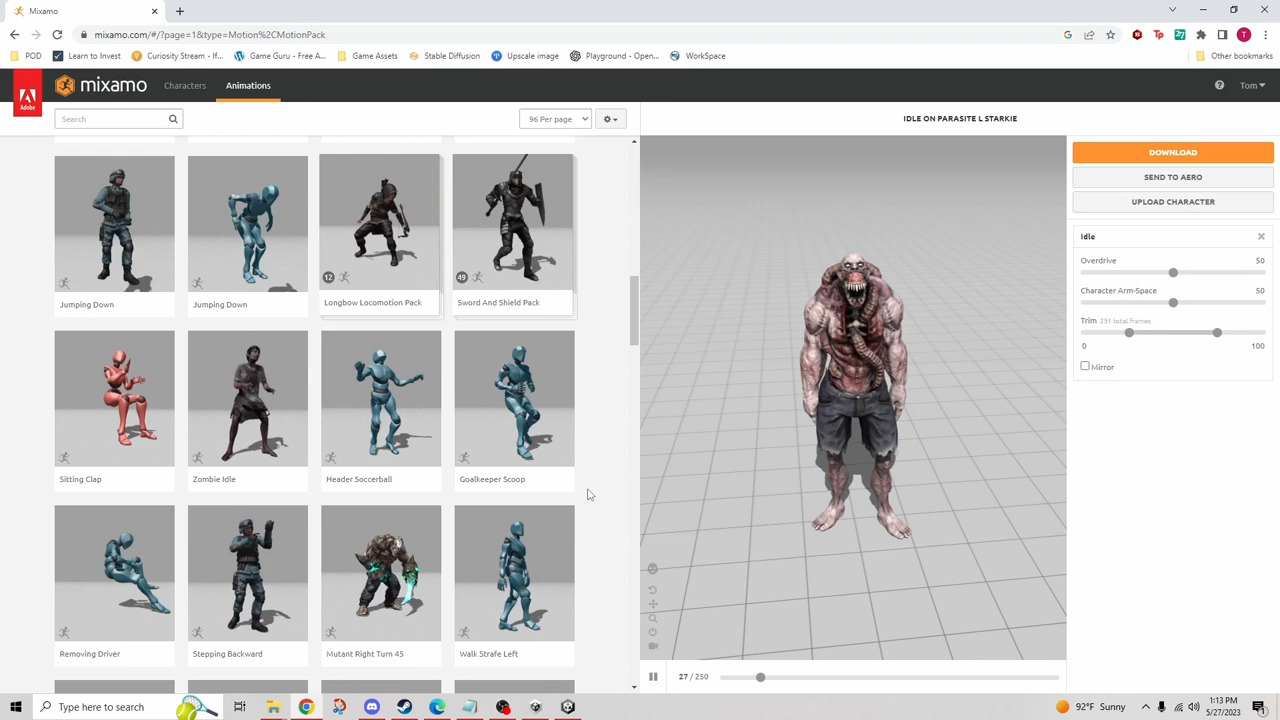 Mixamo
mixamo.com/#/?page=1&type=Motion%2CMotionPack
POD
Learn to Invest
Curiosity Stream - If...
Game Guru - Free A...
Game Assets
Stable Diffusion
Upscale image
Playground - Open...
WorkSpace
Other bookmarks
Adobe
mixamo
Characters
Animations
Tom
Search
96 Per page
IDLE ON PARASITE L STARKIE
DOWNLOAD
SEND TO AERO
UPLOAD CHARACTER
Idle
Overdrive 50
Character Arm-Space 50
Trim 231 total frames
0 100
Mirror
12
49
Jumping Down
Jumping Down
Longbow Locomotion Pack
Sword And Shield Pack
Sitting Clap
Zombie Idle
Header Soccerball
Goalkeeper Scoop
Removing Driver
Stepping Backward
Mutant Right Turn 45
Walk Strafe Left
27 / 250
Type here to search
92°F Sunny
1:13 PM
5/27/2023